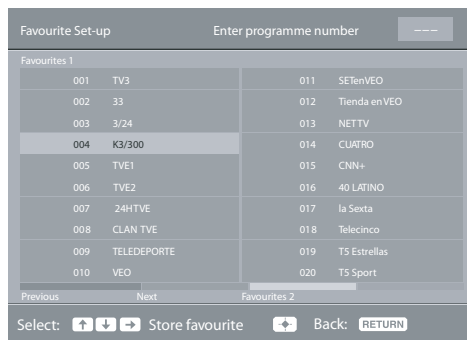 Favourite Set-up Enter programme number ---
Favourites 1
001 TV3 011 SETenVEO
002 33 012 Tienda en VEO
003 3/24 013 NETTV
004 K3/300 014 CUATRO
005 TVE1 015 CNN+
006 TVE2 016 40 LATINO
007 24HTVE 017 la Sexta
008 CLAN TVE 018 Telecinco
009 TELEDEPORTE 019 T5 Estrellas
010 VEO 020 T5 Sport
Previous Next Favourites 2
Select: Store favourite Back: RETURN